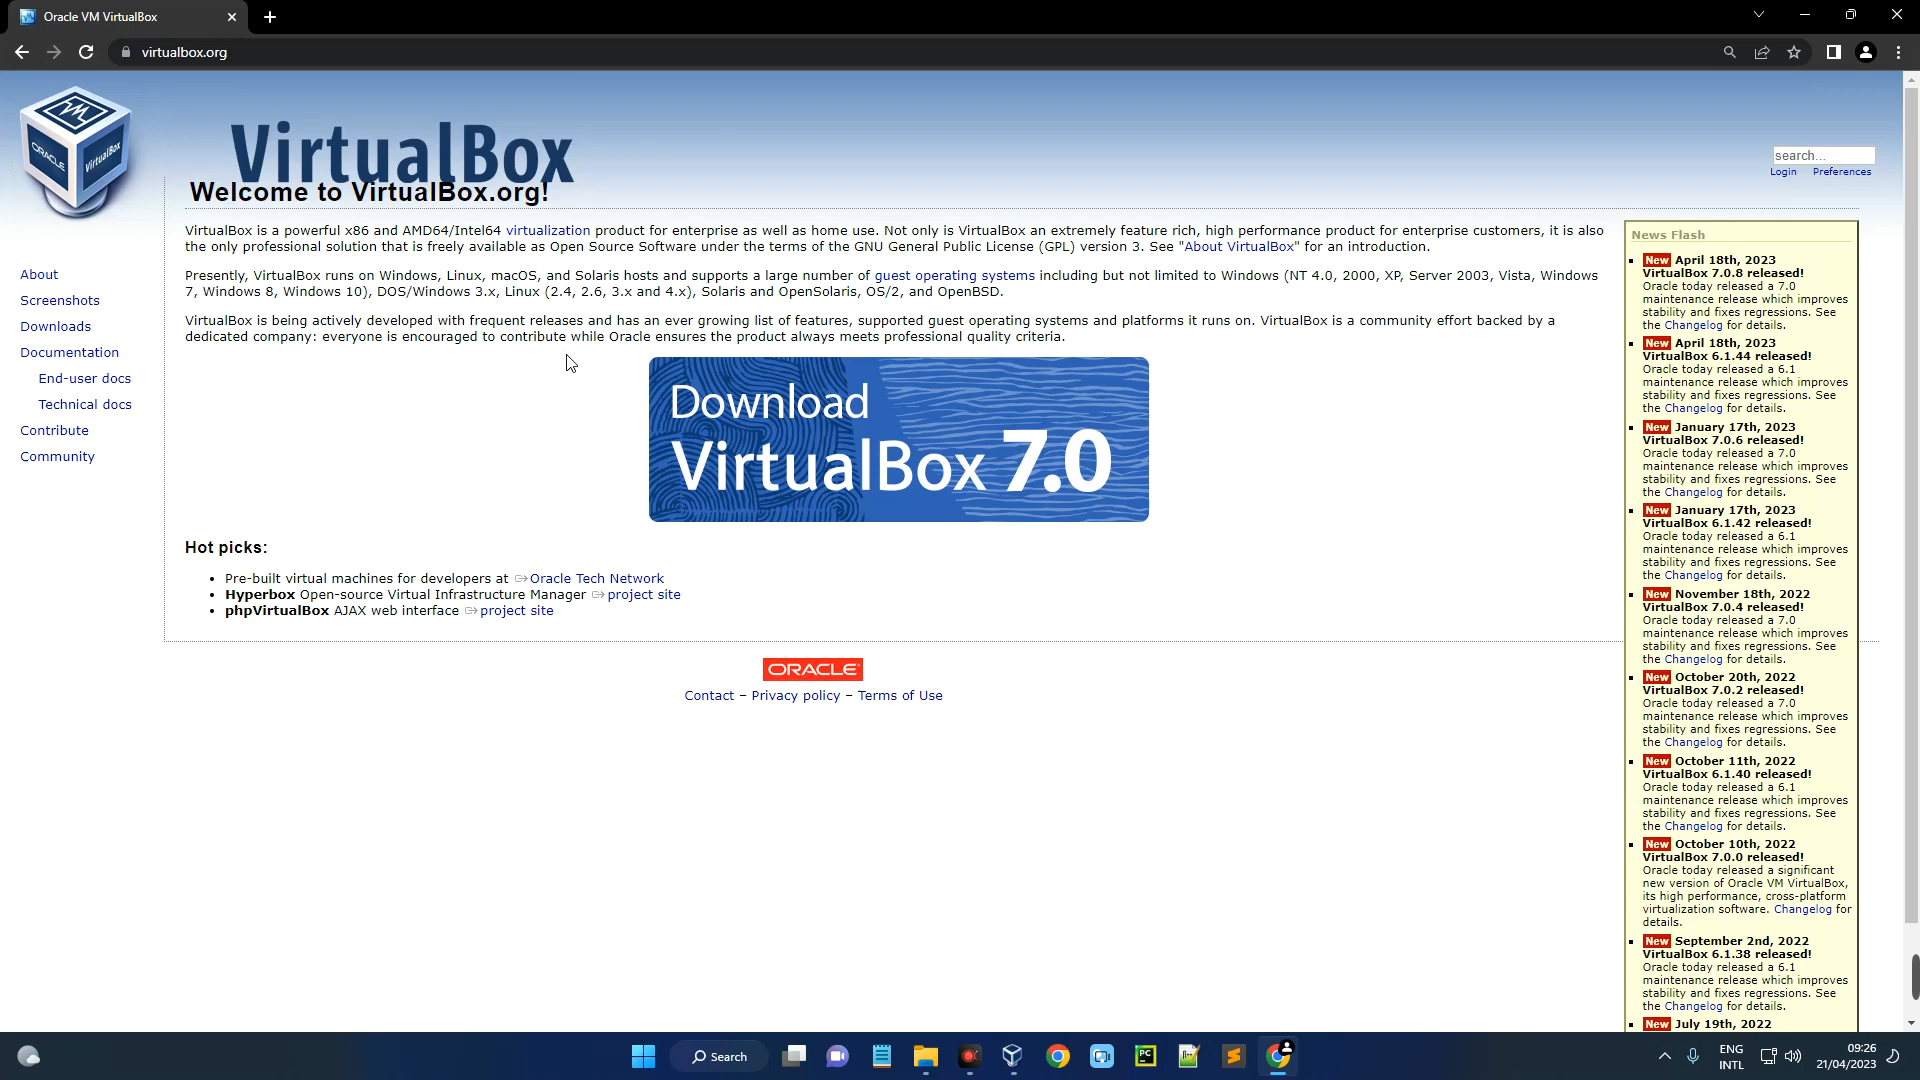 Oracle VM VirtualBox
virtualbox.org
ORACLE
VirtualBox
VirtualBox
search...
Login Preferences
Welcome to VirtualBox.org!
VirtualBox is a powerful x86 and AMD64/Intel64 virtualization product for enterprise as well as home use. Not only is VirtualBox an extremely feature rich, high performance product for enterprise customers, it is also
the only professional solution that is freely available as Open Source Software under the terms of the GNU General Public License (GPL) version 3. See "About VirtualBox" for an introduction.
Presently, VirtualBox runs on Windows, Linux, macOS, and Solaris hosts and supports a large number of guest operating systems including but not limited to Windows (NT 4.0, 2000, XP, Server 2003, Vista, Windows
7, Windows 8, Windows 10), DOS/Windows 3.x, Linux (2.4, 2.6, 3.x and 4.x), Solaris and OpenSolaris, OS/2, and OpenBSD.
VirtualBox is being actively developed with frequent releases and has an ever growing list of features, supported guest operating systems and platforms it runs on. VirtualBox is a community effort backed by a
dedicated company: everyone is encouraged to contribute while Oracle ensures the product always meets professional quality criteria.
About
Screenshots
Downloads
Documentation
End-user docs
Technical docs
Contribute
Community
Download
VirtualBox 7.0
Hot picks:
Pre-built virtual machines for developers at Oracle Tech Network
Hyperbox Open-source Virtual Infrastructure Manager project site
phpVirtualBox AJAX web interface project site
ORACLE
Contact – Privacy policy – Terms of Use
News Flash
New April 18th, 2023
VirtualBox 7.0.8 released!
Oracle today released a 7.0
maintenance release which improves
stability and fixes regressions. See
the Changelog for details.
New April 18th, 2023
VirtualBox 6.1.44 released!
Oracle today released a 6.1
maintenance release which improves
stability and fixes regressions. See
the Changelog for details.
New January 17th, 2023
VirtualBox 7.0.6 released!
Oracle today released a 7.0
maintenance release which improves
stability and fixes regressions. See
the Changelog for details.
New January 17th, 2023
VirtualBox 6.1.42 released!
Oracle today released a 6.1
maintenance release which improves
stability and fixes regressions. See
the Changelog for details.
New November 18th, 2022
VirtualBox 7.0.4 released!
Oracle today released a 7.0
maintenance release which improves
stability and fixes regressions. See
the Changelog for details.
New October 20th, 2022
VirtualBox 7.0.2 released!
Oracle today released a 7.0
maintenance release which improves
stability and fixes regressions. See
the Changelog for details.
New October 11th, 2022
VirtualBox 6.1.40 released!
Oracle today released a 6.1
maintenance release which improves
stability and fixes regressions. See
the Changelog for details.
New October 10th, 2022
VirtualBox 7.0.0 released!
Oracle today released a significant
new version of Oracle VM VirtualBox,
its high performance, cross-platform
virtualization software. Changelog for
details.
New September 2nd, 2022
VirtualBox 6.1.38 released!
Oracle today released a 6.1
maintenance release which improves
stability and fixes regressions. See
the Changelog for details.
New July 19th, 2022
Search
PC
ENG
INTL
09:26
21/04/2023